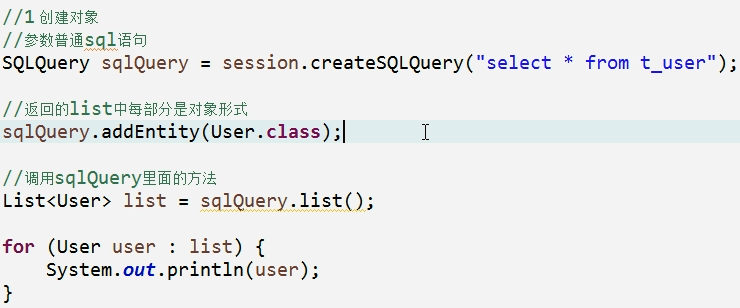 //1 创建对象
//参数普通sql语句
SQLQuery sqlQuery = session.createSQLQuery("select * from t_user");
//返回的list中每部分是对象形式
sqlQuery.addEntity(User.class);
//调用sqlQuery里面的方法
List<User> list = sqlQuery.list();
for (User user : list) {
    System.out.println(user);
}